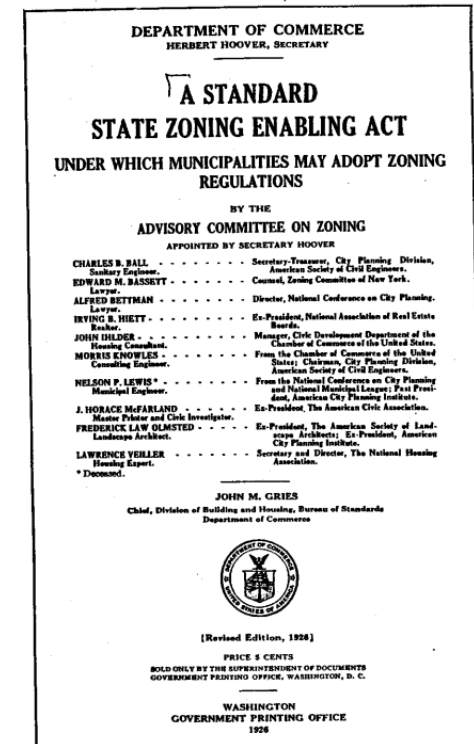 DEPARTMENT OF COMMERCE
HERBERT HOOVER, SECRETARY
A STANDARD
STATE ZONING ENABLING ACT
UNDER WHICH MUNICIPALITIES MAY ADOPT ZONING
REGULATIONS
BY THE
ADVISORY COMMITTEE ON ZONING
APPOINTED BY SECRETARY HOOVER
CHARLES B. BALL - - - - - - - - Secretary-Treasurer, City Planning Division,
Sanitary Engineer. American Society of Civil Engineers.
EDWARD M. BASSETT - - - - - - - Counsel, Zoning Committee of New York.
Lawyer.
ALFRED BETTMAN - - - - - - - - Director, National Conference on City Planning.
Lawyer.
IRVING B. HIETT - - - - - - - - - Ex-President, National Association of Real Estate
Realtor. Boards.
JOHN IHLDER - - - - - - - - - - Manager, Civic Development Department of the
Housing Consultant. Chamber of Commerce of the United States.
MORRIS KNOWLES - - - - - - - - From the Chamber of Commerce of the United
Consulting Engineer. States; Chairman, City Planning Division,
American Society of Civil Engineers.
NELSON P. LEWIS * - - - - - - - - From the National Conference on City Planning
Municipal Engineer. and National Municipal League; Past Presi-
dent, American City Planning Institute.
J. HORACE McFARLAND - - - - - - Ex-President, The American Civic Association.
Master Printer and Civic Investigator.
FREDERICK LAW OLMSTED - - - - - Ex-President, The American Society of Land-
Landscape Architect. scape Architects; Ex-President, American
City Planning Institute.
LAWRENCE VEILLER - - - - - - - Secretary and Director, The National Housing
Housing Expert. Association.
* Deceased.
JOHN M. GRIES
Chief, Division of Building and Housing, Bureau of Standards
Department of Commerce
DEPARTMENT OF COMMERCE
UNITED STATES OF AMERICA
[Revised Edition, 1926]
PRICE 5 CENTS
SOLD ONLY BY THE SUPERINTENDENT OF DOCUMENTS
GOVERNMENT PRINTING OFFICE, WASHINGTON, D. C.
WASHINGTON
GOVERNMENT PRINTING OFFICE
1926